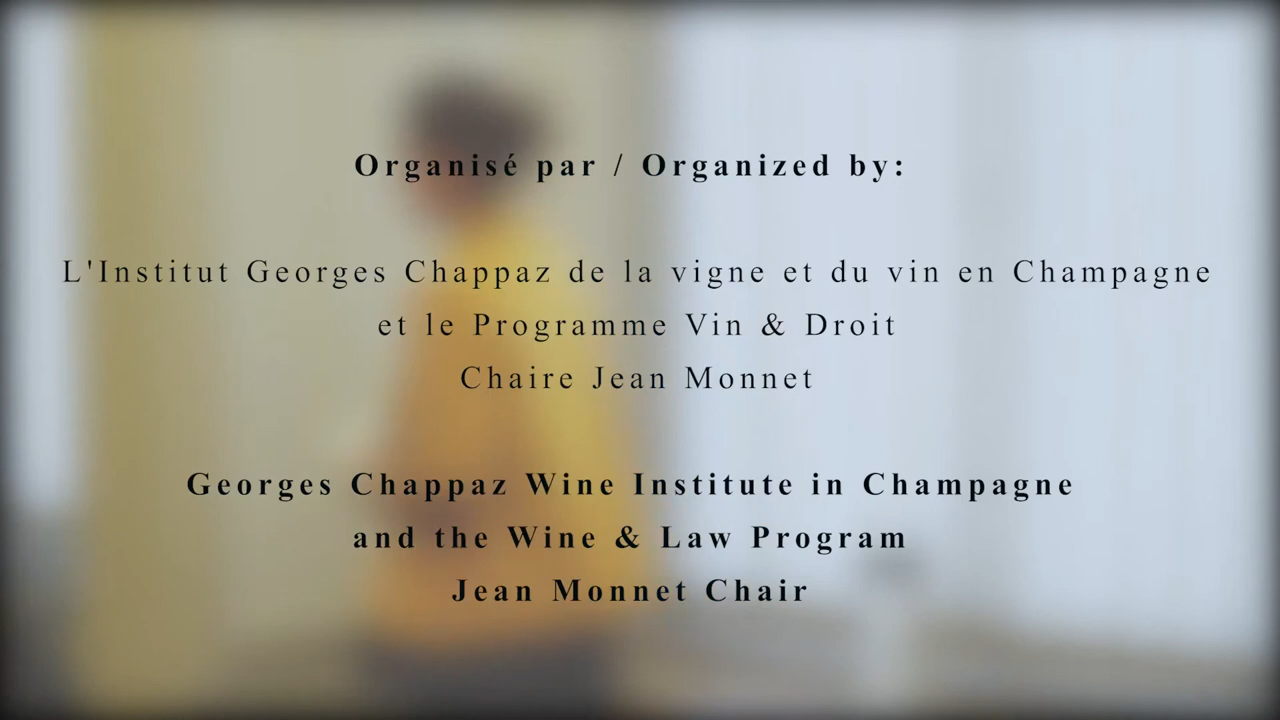 Organisé par / Organized by:
L'Institut Georges Chappaz de la vigne et du vin en Champagne
et le Programme Vin & Droit
Chaire Jean Monnet
Georges Chappaz Wine Institute in Champagne
and the Wine & Law Program
Jean Monnet Chair